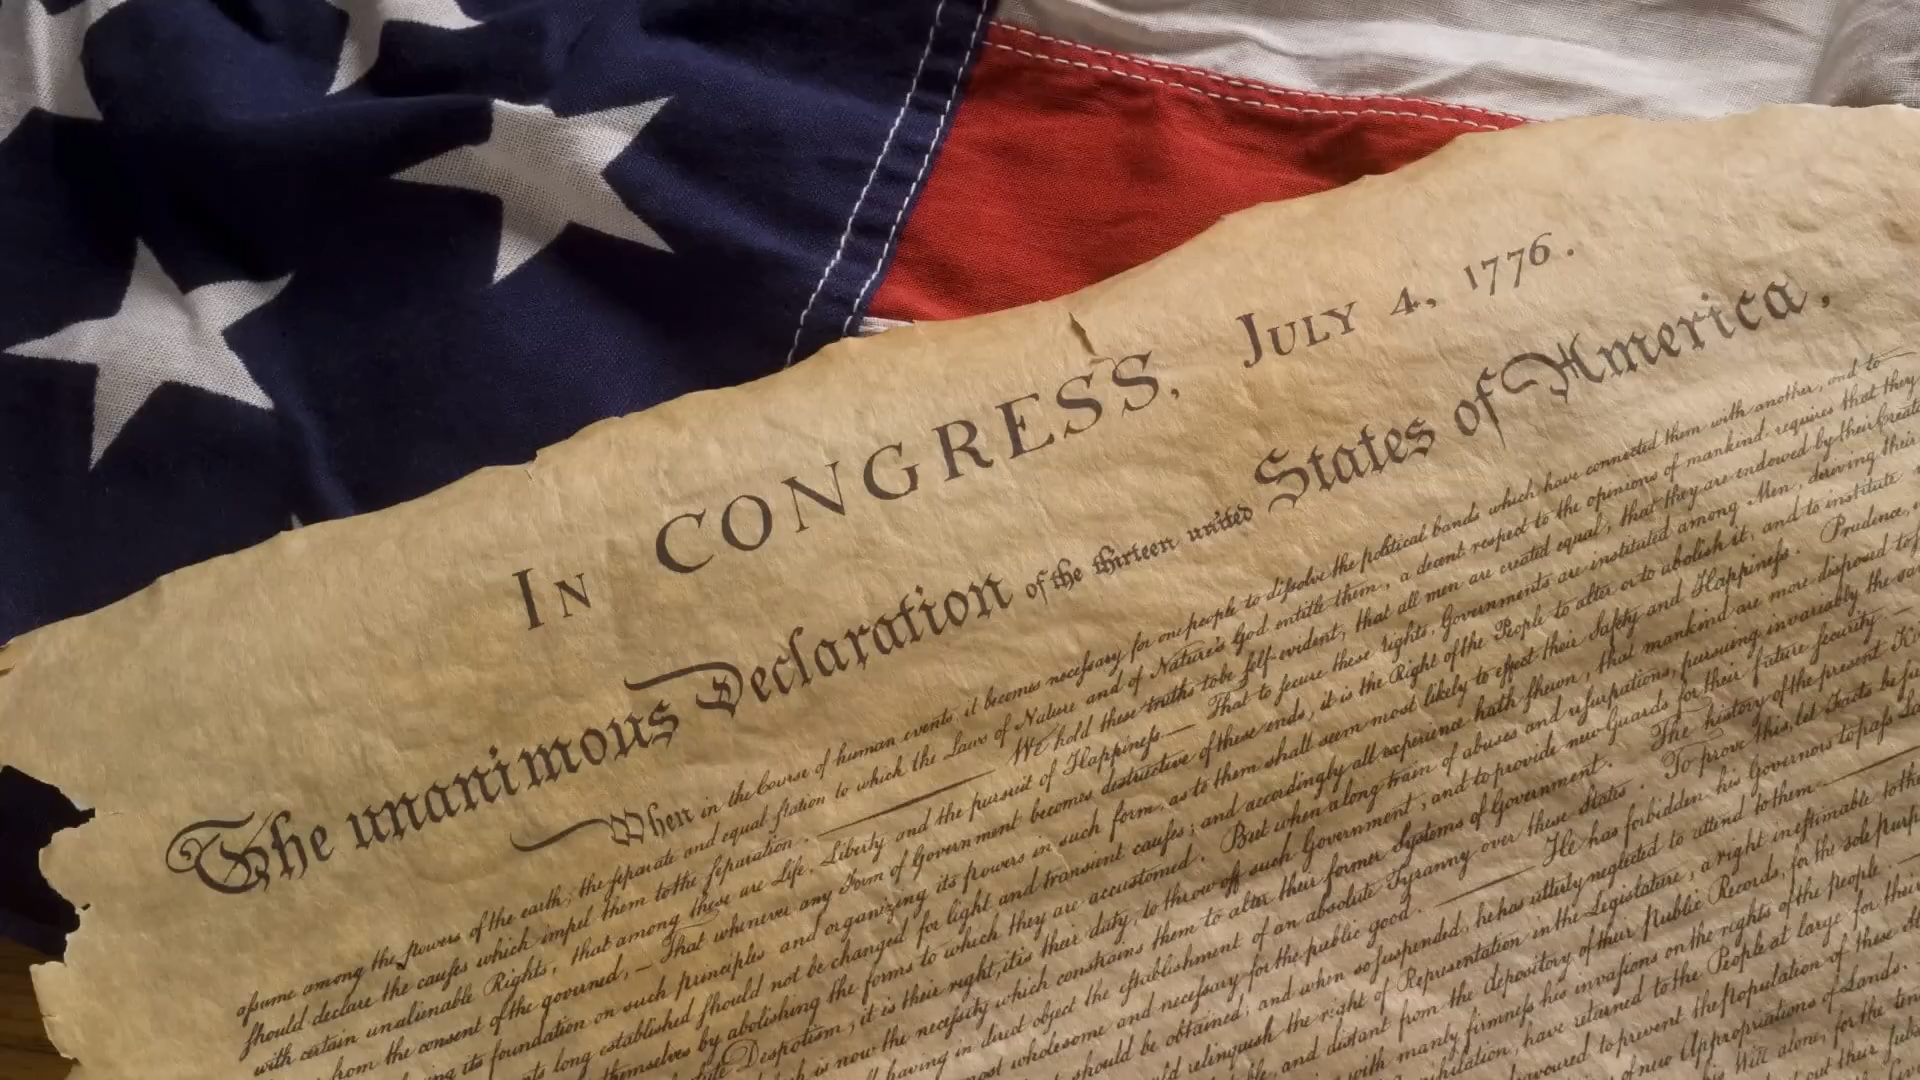 In CONGRESS, July 4, 1776.
The unanimous Declaration of the thirteen united States of America,
When in the Course of human events, it becomes necessary for one people to dissolve the political bands which have connected them with another, and to
assume among the powers of the earth, the separate and equal station to which the Laws of Nature and of Nature's God entitle them, a decent respect to the opinions of mankind requires that they
should declare the causes which impel them to the separation. — We hold these truths to be self-evident, that all men are created equal, that they are endowed by their Creator
with certain unalienable Rights, that among these are Life, Liberty and the pursuit of Happiness.— That to secure these rights, Governments are instituted among Men, deriving their
from the consent of the governed, — That whenever any Form of Government becomes destructive of these ends, it is the Right of the People to alter or to abolish it, and to institute
its foundation on such principles and organizing its powers in such form, as to them shall seem most likely to effect their Safety and Happiness. Prudence,
long established should not be changed for light and transient causes; and accordingly all experience hath shewn, that mankind are more disposed to
themselves by abolishing the forms to which they are accustomed. But when a long train of abuses and usurpations, pursuing invariably the
Despotism, it is their right, it is their duty, to throw off such Government, and to provide new Guards for their future security.—
is now the necessity which constrains them to alter their former Systems of Government. The history of the present
having in direct object the establishment of an absolute Tyranny over these States. To prove this, let Facts be
most wholesome and necessary for the public good. — He has forbidden his Governors to pass
should be obtained; and when so suspended, he has utterly neglected to attend to them.—
relinquish the right of Representation in the Legislature, a right inestimable to
and distant from the depository of their Public Records, for the sole
with manly firmness his invasions on the rights of the people.—
have returned to the People at large for their
to prevent the population of these
of new Appropriations of Lands.
Will alone, for the
out their